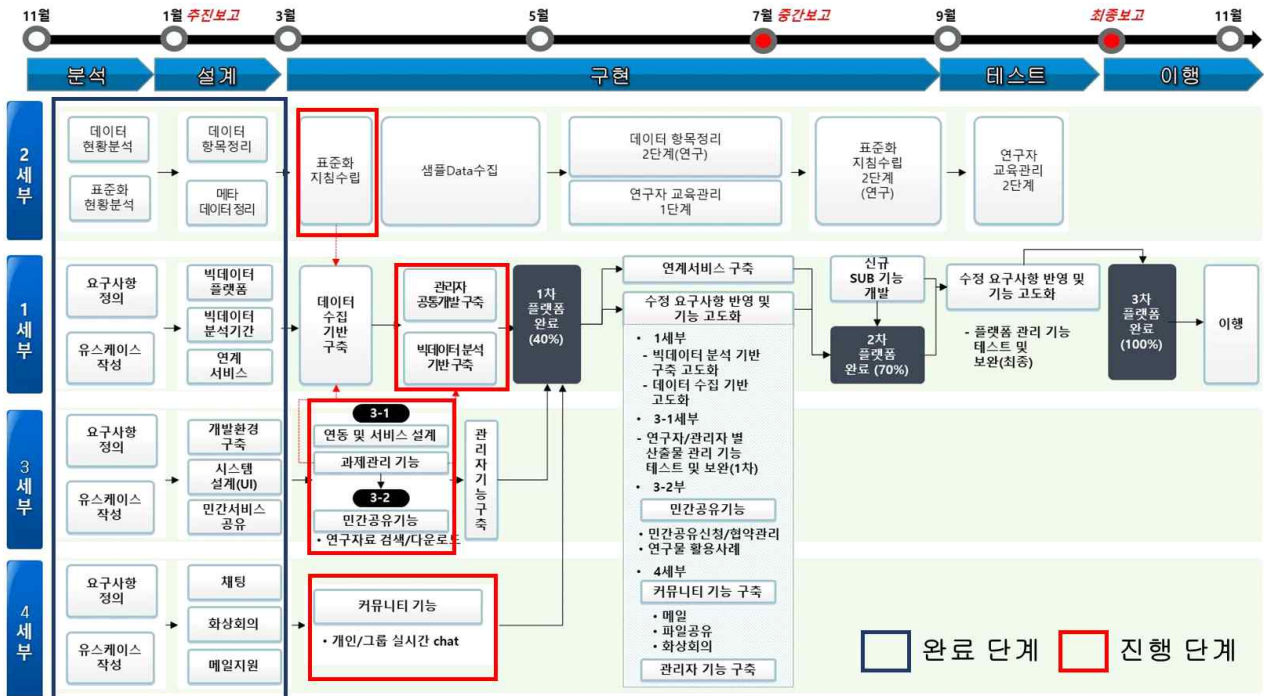 11월
1월 추진보고
3월
5월
7월 중간보고
9월
최종보고
11월
분석
설계
구현
테스트
이행
2
세
부
데이터
현황분석
표준화
현황분석
데이터
항목정리
메타
데이터정리
표준화
지침수립
샘플Data수집
데이터 항목정리
2단계(연구)
연구자 교육관리
1단계
표준화
지침수립
2단계
(연구)
연구자
교육관리
2단계
1
세
부
요구사항
정의
유스케이스
작성
빅데이터
플랫폼
빅데이터
분석기간
연계
서비스
데이터
수집
기반
구축
관리자
공통개발 구축
빅데이터 분석
기반 구축
1차
플랫폼
완료
(40%)
연계서비스 구축
수정 요구사항 반영 및
기능 고도화
• 1세부
- 빅데이터 분석 기반
구축 고도화
- 데이터 수집 기반
고도화
• 3-1세부
- 연구자/관리자 별
산출물 관리 기능
테스트 및 보완(1차)
• 3-2부
민간공유기능
• 민간공유신청/협약관리
• 연구물 활용사례
• 4세부
커뮤니티 기능 구축
• 메일
• 파일공유
• 화상회의
관리자 기능 구축
신규
SUB 기능
개발
2차
플랫폼
완료 (70%)
수정 요구사항 반영 및
기능 고도화
- 플랫폼 관리 기능
테스트 및
보완(최종)
3차
플랫폼
완료
(100%)
이행
3
세
부
요구사항
정의
유스케이스
작성
개발환경
구축
시스템
설계(UI)
민간서비스
공유
3-1
연동 및 서비스 설계
과제관리 기능
3-2
민간공유기능
• 연구자료 검색/다운로드
관
리
자
기
능
구
축
4
세
부
요구사항
정의
유스케이스
작성
채팅
화상회의
메일지원
커뮤니티 기능
• 개인/그룹 실시간 chat
완료 단계
진행 단계